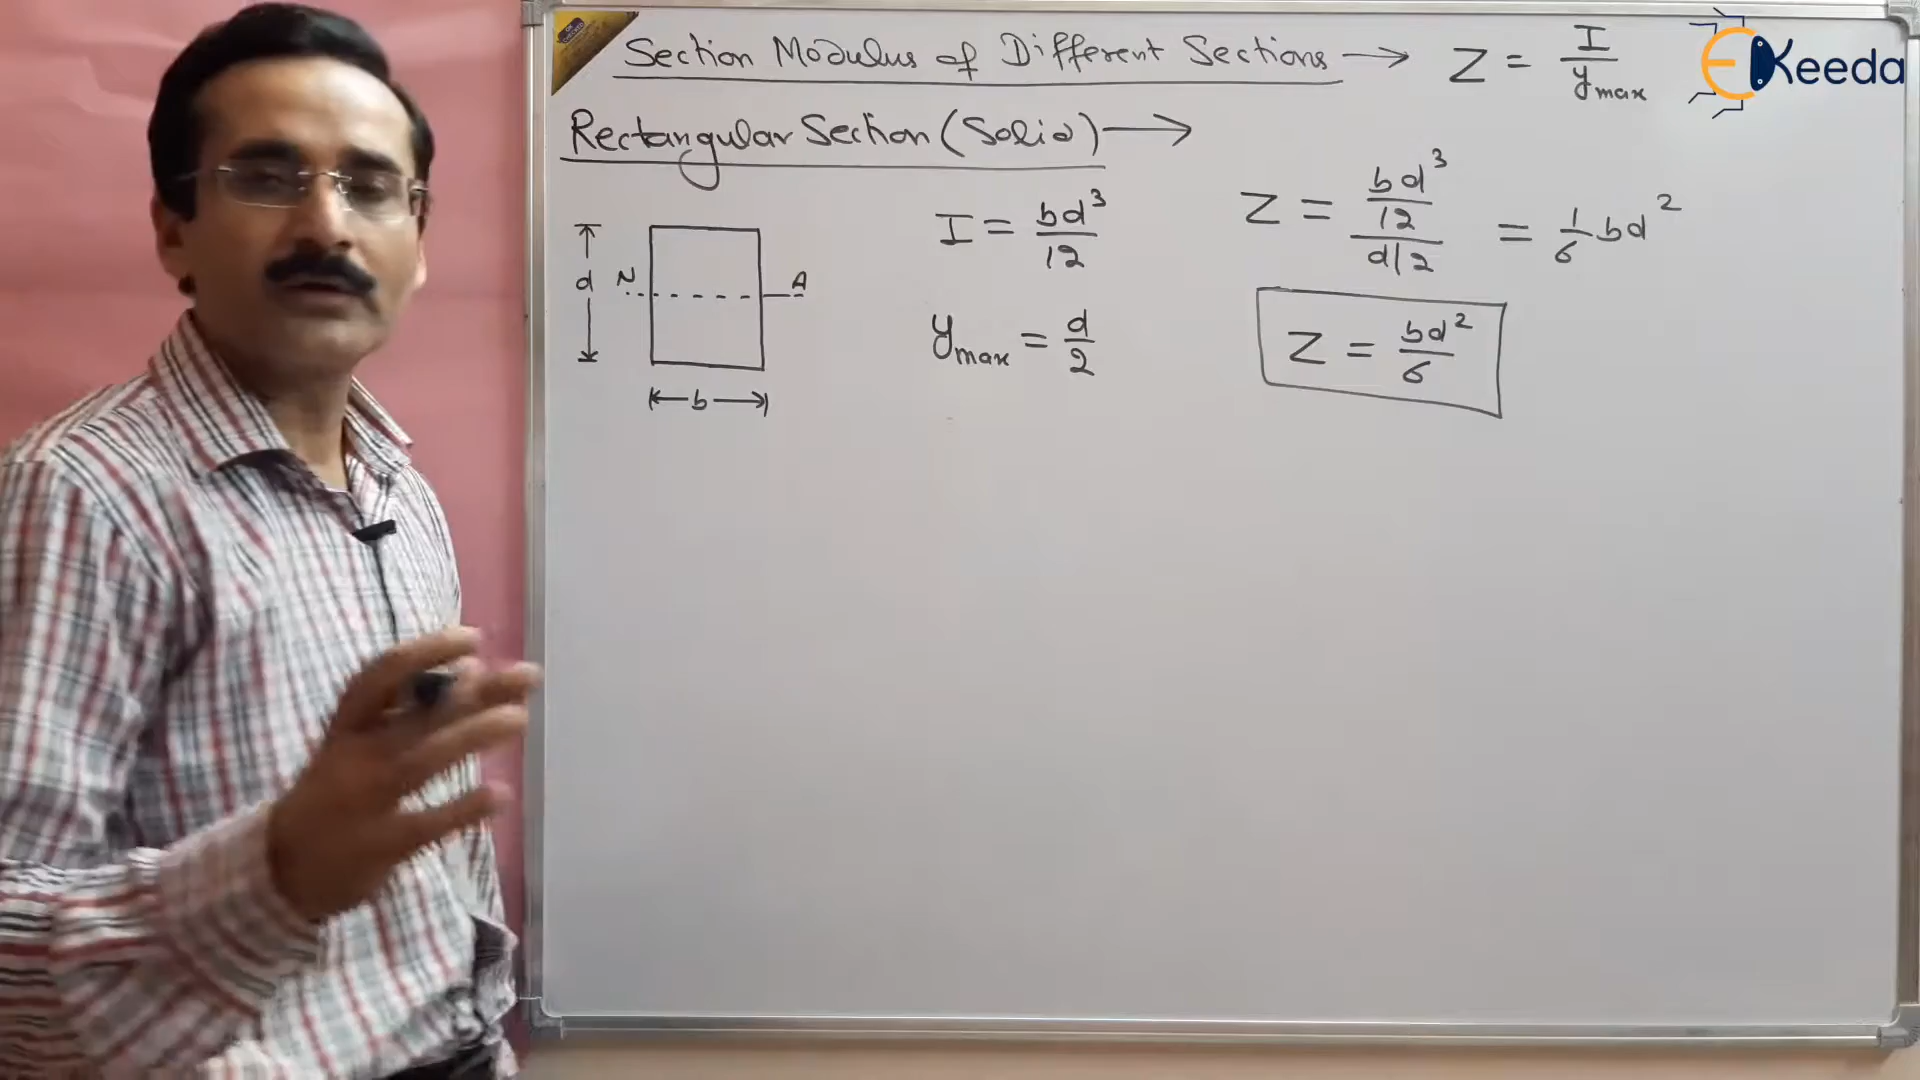 Section Modulus of Different Sections → Z = I / ymax
EKeeda
Rectangular Section (Solid) →
I = bd³ / 12
Z = (bd³ / 12) / (d/2) = 1/6 bd²
d
N A
ymax = d / 2
Z = bd² / 6
b